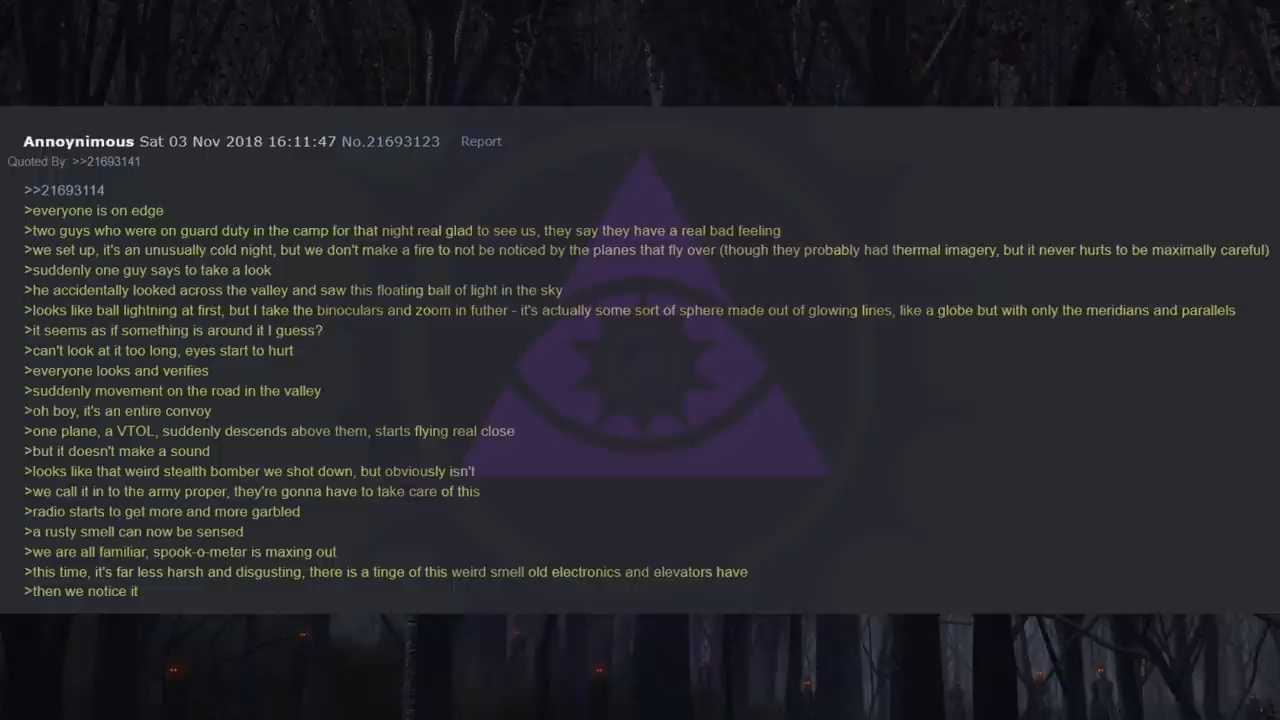 Annoynimous Sat 03 Nov 2018 16:11:47 No.21693123 Report
Quoted By: >>21693141
>>21693114
>everyone is on edge
>two guys who were on guard duty in the camp for that night real glad to see us, they say they have a real bad feeling
>we set up, it's an unusually cold night, but we don't make a fire to not be noticed by the planes that fly over (though they probably had thermal imagery, but it never hurts to be maximally careful)
>suddenly one guy says to take a look
>he accidentally looked across the valley and saw this floating ball of light in the sky
>looks like ball lightning at first, but I take the binoculars and zoom in futher - it's actually some sort of sphere made out of glowing lines, like a globe but with only the meridians and parallels
>it seems as if something is around it I guess?
>can't look at it too long, eyes start to hurt
>everyone looks and verifies
>suddenly movement on the road in the valley
>oh boy, it's an entire convoy
>one plane, a VTOL, suddenly descends above them, starts flying real close
>but it doesn't make a sound
>looks like that weird stealth bomber we shot down, but obviously isn't
>we call it in to the army proper, they're gonna have to take care of this
>radio starts to get more and more garbled
>a rusty smell can now be sensed
>we are all familiar, spook-o-meter is maxing out
>this time, it's far less harsh and disgusting, there is a tinge of this weird smell old electronics and elevators have
>then we notice it